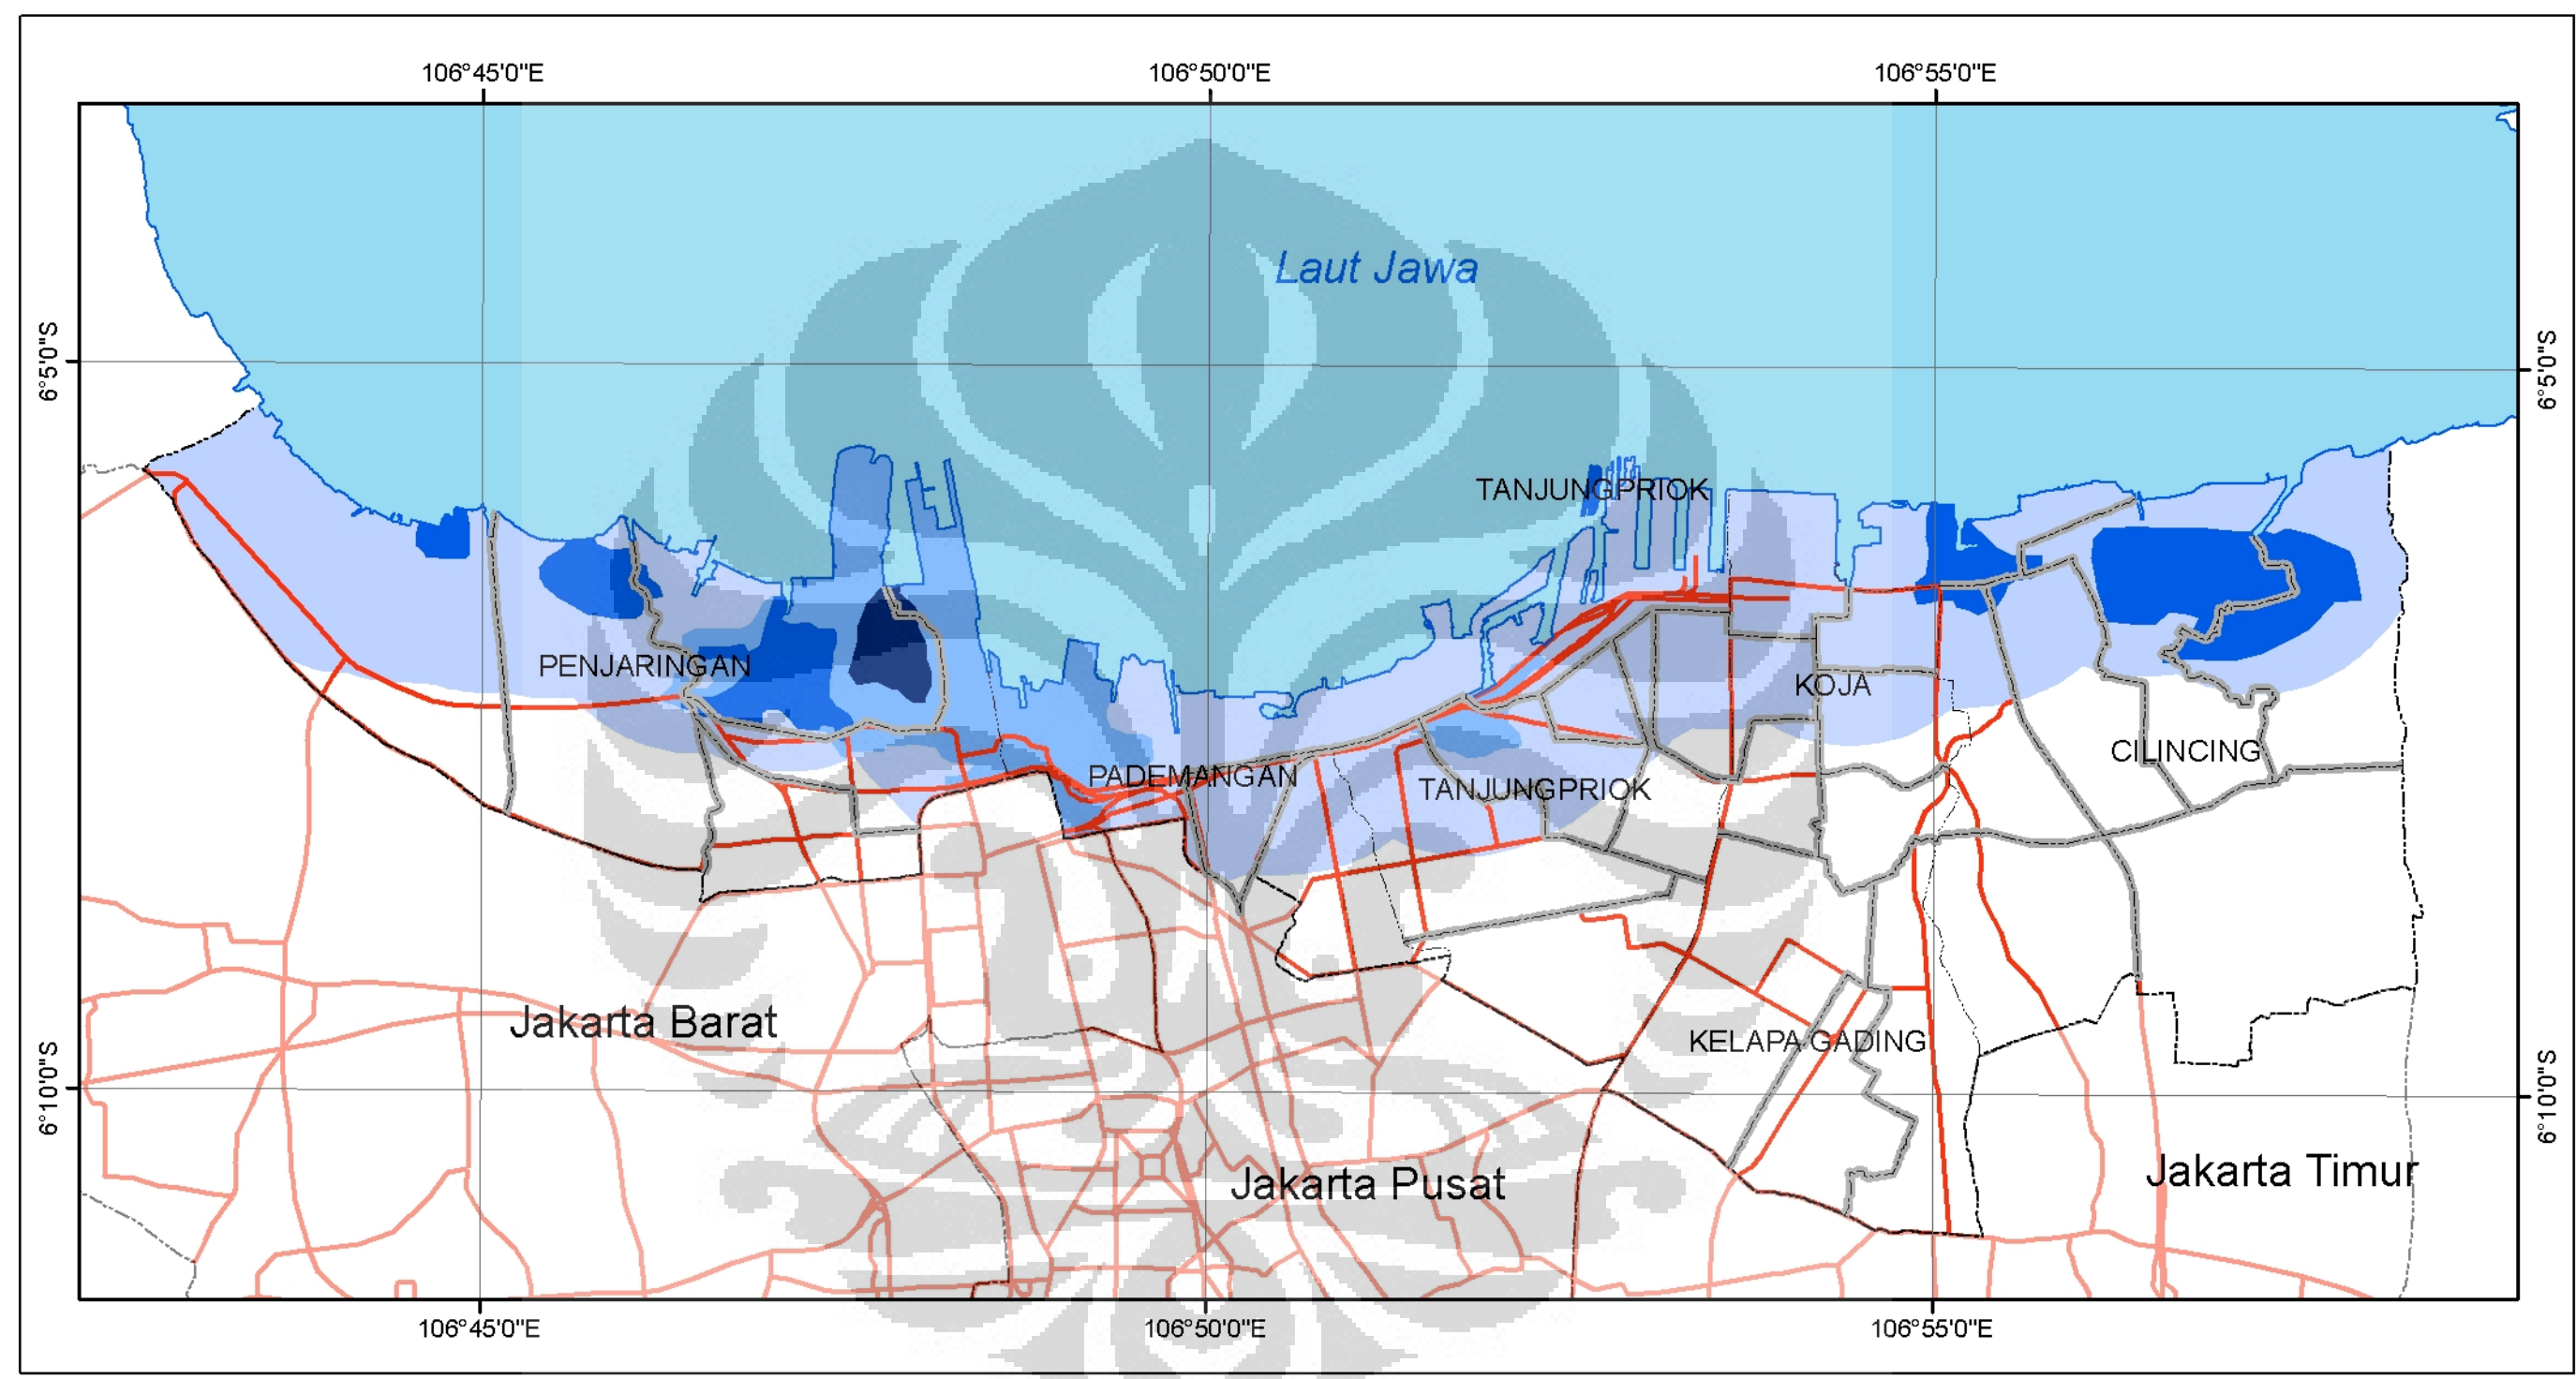 106°45'0"E
106°50'0"E
106°55'0"E
Laut Jawa
6°5'0"S
6°5'0"S
TANJUNGPRIOK
PENJARINGAN
KOJA
CILINCING
PADEMANGAN
TANJUNGPRIOK
Jakarta Barat
KELAPA GADING
6°10'0"S
6°10'0"S
Jakarta Timur
Jakarta Pusat
106°45'0"E
106°50'0"E
106°55'0"E